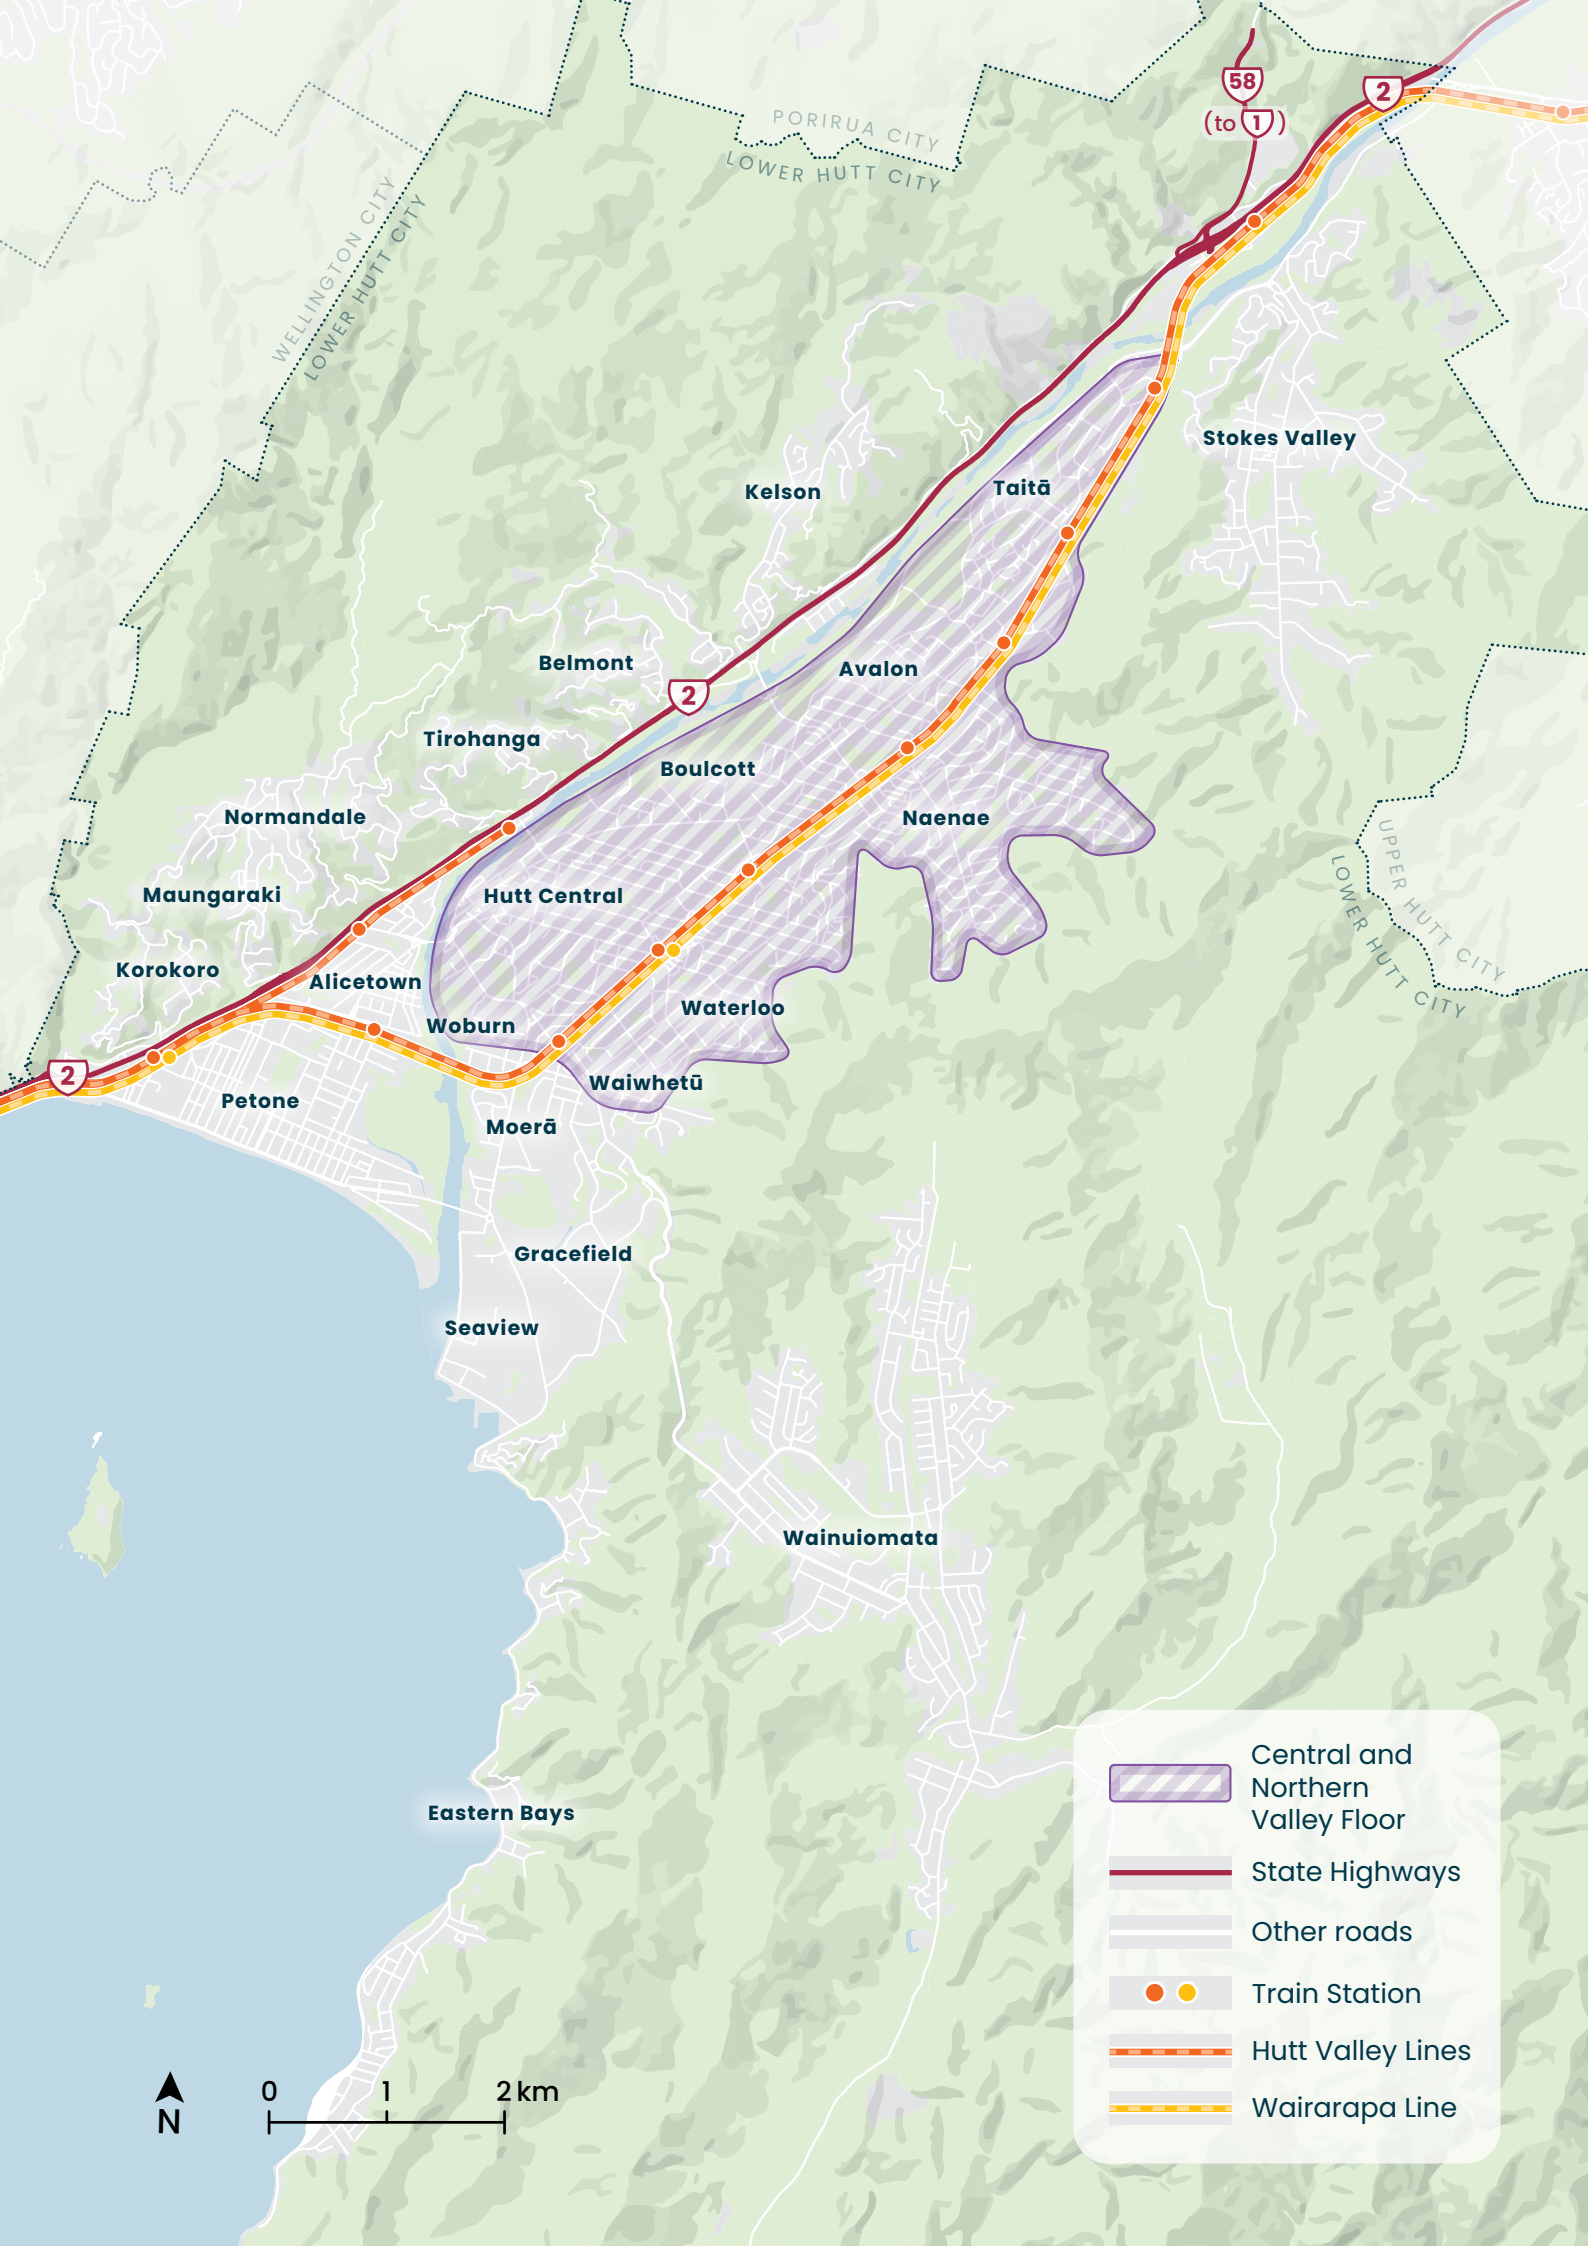 58
2
(to 1)
PORIRUA CITY
LOWER HUTT CITY
WELLINGTON CITY
LOWER HUTT CITY
Stokes Valley
Kelson
Taitā
Belmont
Avalon
2
Tirohanga
Boulcott
Normandale
Naenae
UPPER HUTT CITY
LOWER HUTT CITY
Maungaraki
Hutt Central
Korokoro
Alicetown
Waterloo
Woburn
2
Waiwhetū
Petone
Moerā
Gracefield
Seaview
Wainuiomata
Eastern Bays
Central and
Northern
Valley Floor
State Highways
Other roads
Train Station
Hutt Valley Lines
Wairarapa Line
0 1 2 km
N